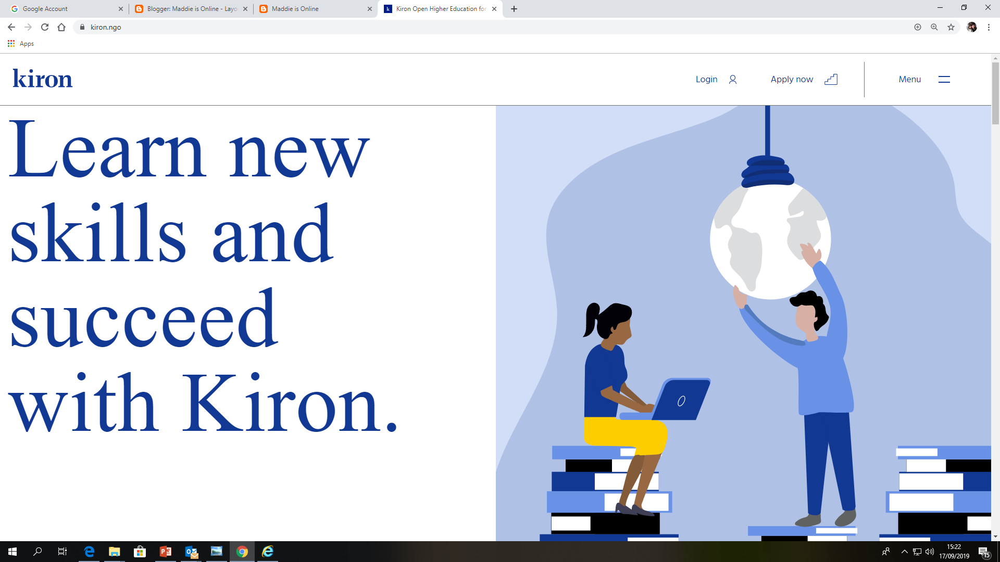 Google Account
Blogger: Maddie is Online - Layo
Maddie is Online
Kiron Open Higher Education for
kiron.ngo
Apps
kiron
Login
Apply now
Menu
Learn new
skills and
succeed
with Kiron.
15:22
17/09/2019
15